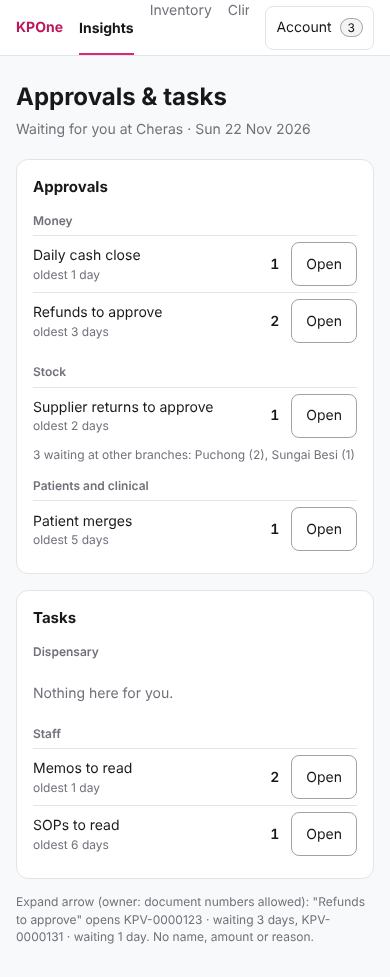 KPOne Insights Inventory Clir Account 3
Approvals & tasks
Waiting for you at Cheras · Sun 22 Nov 2026
Approvals
Money
Daily cash close 1 Open
oldest 1 day
Refunds to approve 2 Open
oldest 3 days
Stock
Supplier returns to approve 1 Open
oldest 2 days
3 waiting at other branches: Puchong (2), Sungai Besi (1)
Patients and clinical
Patient merges 1 Open
oldest 5 days
Tasks
Dispensary
Nothing here for you.
Staff
Memos to read 2 Open
oldest 1 day
SOPs to read 1 Open
oldest 6 days
Expand arrow (owner: document numbers allowed): "Refunds
to approve" opens KPV-0000123 · waiting 3 days, KPV-
0000131 · waiting 1 day. No name, amount or reason.